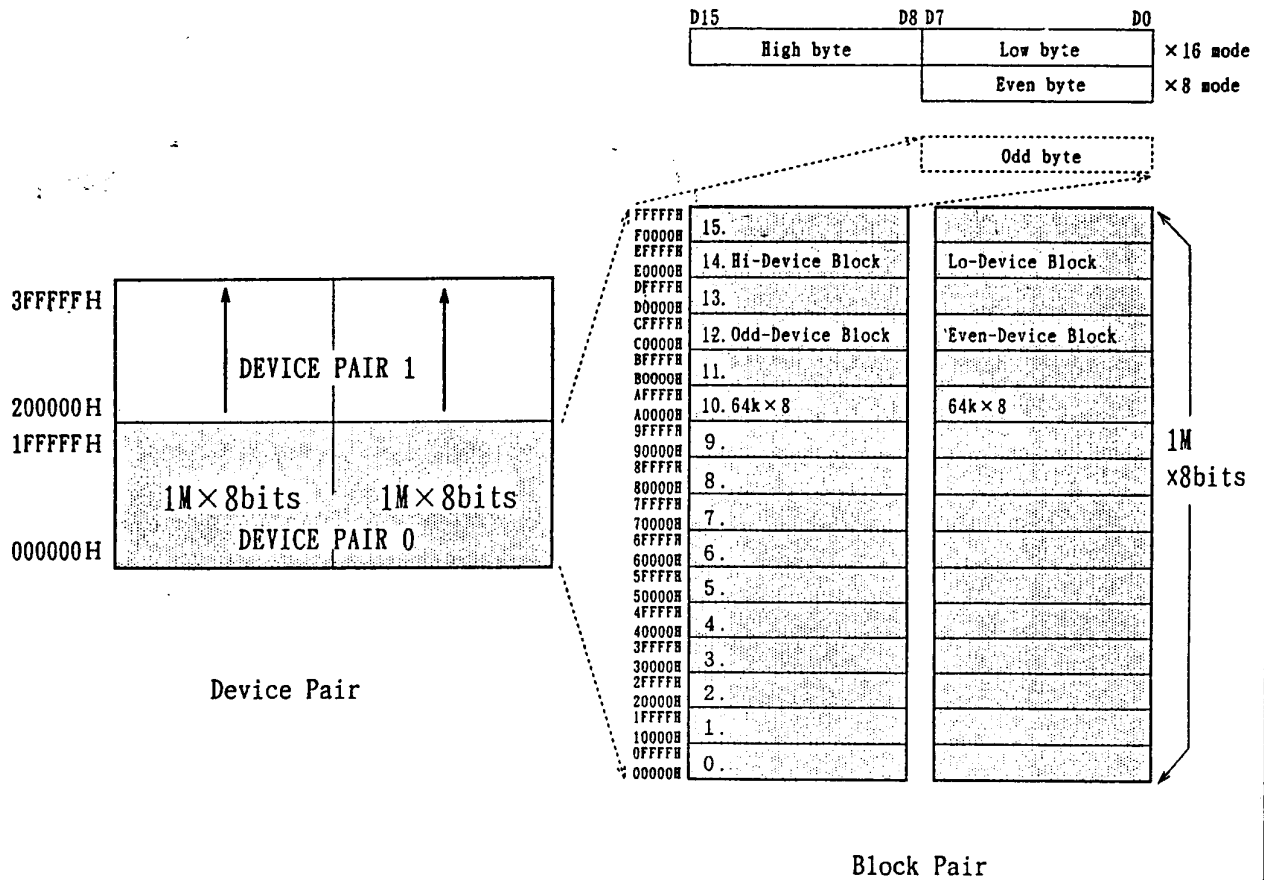 D15 D8 D7 D0
High byte Low byte ×16 mode
Even byte ×8 mode
Odd byte
3FFFFFH
200000H
1FFFFFH
000000H
DEVICE PAIR 1
1M×8bits 1M×8bits
DEVICE PAIR 0
Device Pair
FFFFFH
F0000H
15.
EFFFFH
E0000H
14. Hi-Device Block Lo-Device Block
DFFFFH
D0000H
13.
CFFFFH
C0000H
12. Odd-Device Block Even-Device Block
BFFFFH
B0000H
11.
AFFFFH
A0000H
10. 64k×8 64k×8
9FFFFH
90000H
9.
8FFFFH
80000H
8.
7FFFFH
70000H
7.
6FFFFH
60000H
6.
5FFFFH
50000H
5.
4FFFFH
40000H
4.
3FFFFH
30000H
3.
2FFFFH
20000H
2.
1FFFFH
10000H
1.
0FFFFH
00000H
0.
1M
×8bits
Block Pair